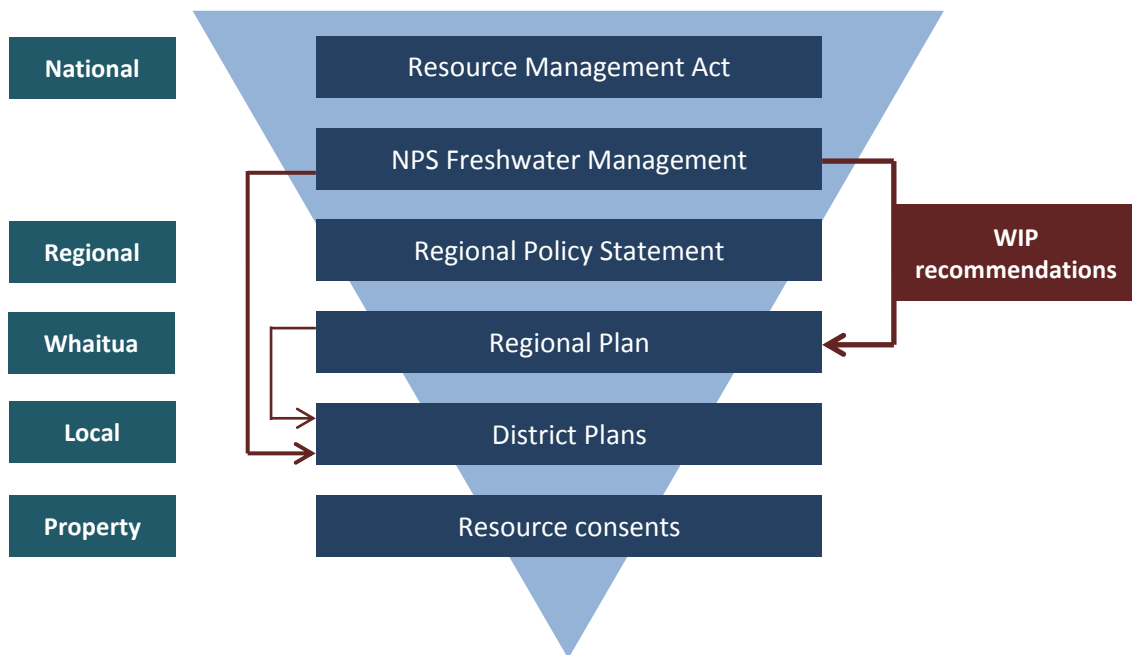 National
Resource Management Act
NPS Freshwater Management
Regional
Regional Policy Statement
WIP
recommendations
Whaitua
Regional Plan
Local
District Plans
Property
Resource consents